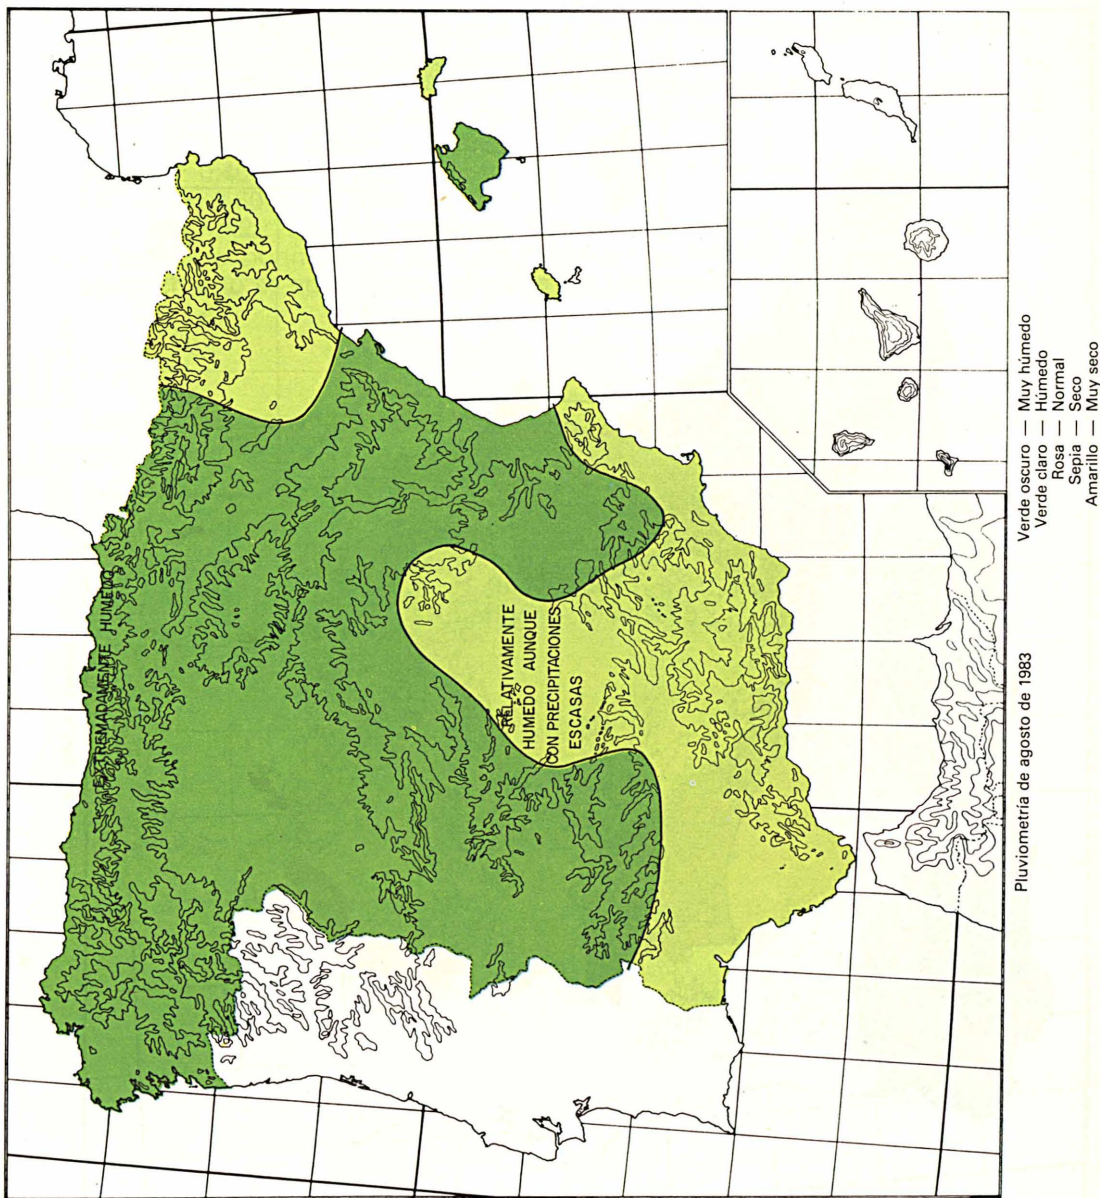 EXTREMADAMENTE HUMEDO
RELATIVAMENTE
HUMEDO AUNQUE
CON PRECIPITACIONES
ESCASAS
Pluviometría de agosto de 1983
Verde oscuro — Muy húmedo
Verde claro — Húmedo
Rosa — Normal
Sepia — Seco
Amarillo — Muy seco